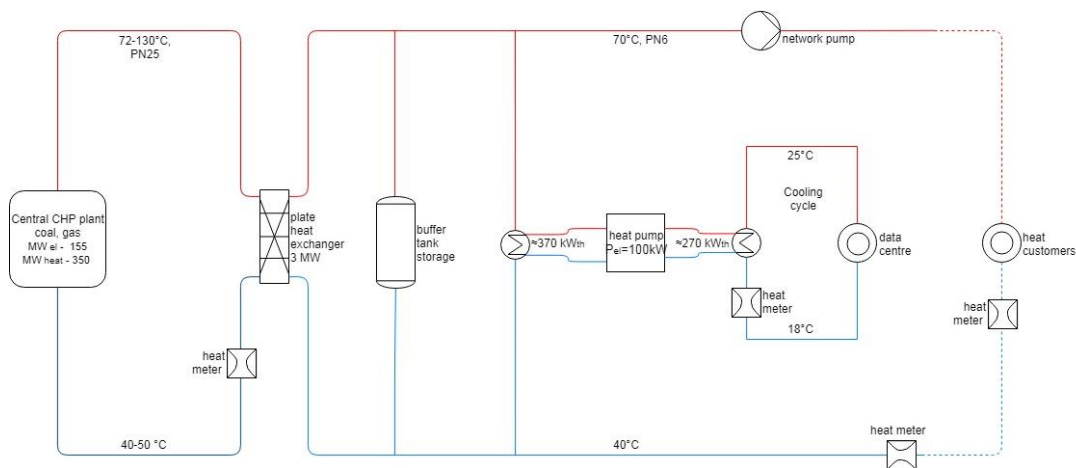 72-130°C,
PN25
70°C, PN6
network pump
25°C
Cooling
cycle
Central CHP plant
coal, gas
MW el - 155
MW heat - 350
plate
heat
exchanger
3 MW
buffer
tank
storage
≈370 kWth
heat pump
Pel=100kW
≈270 kWth
data
centre
heat
customers
heat
meter
18°C
heat
meter
heat
meter
40-50 °C
40°C
heat meter